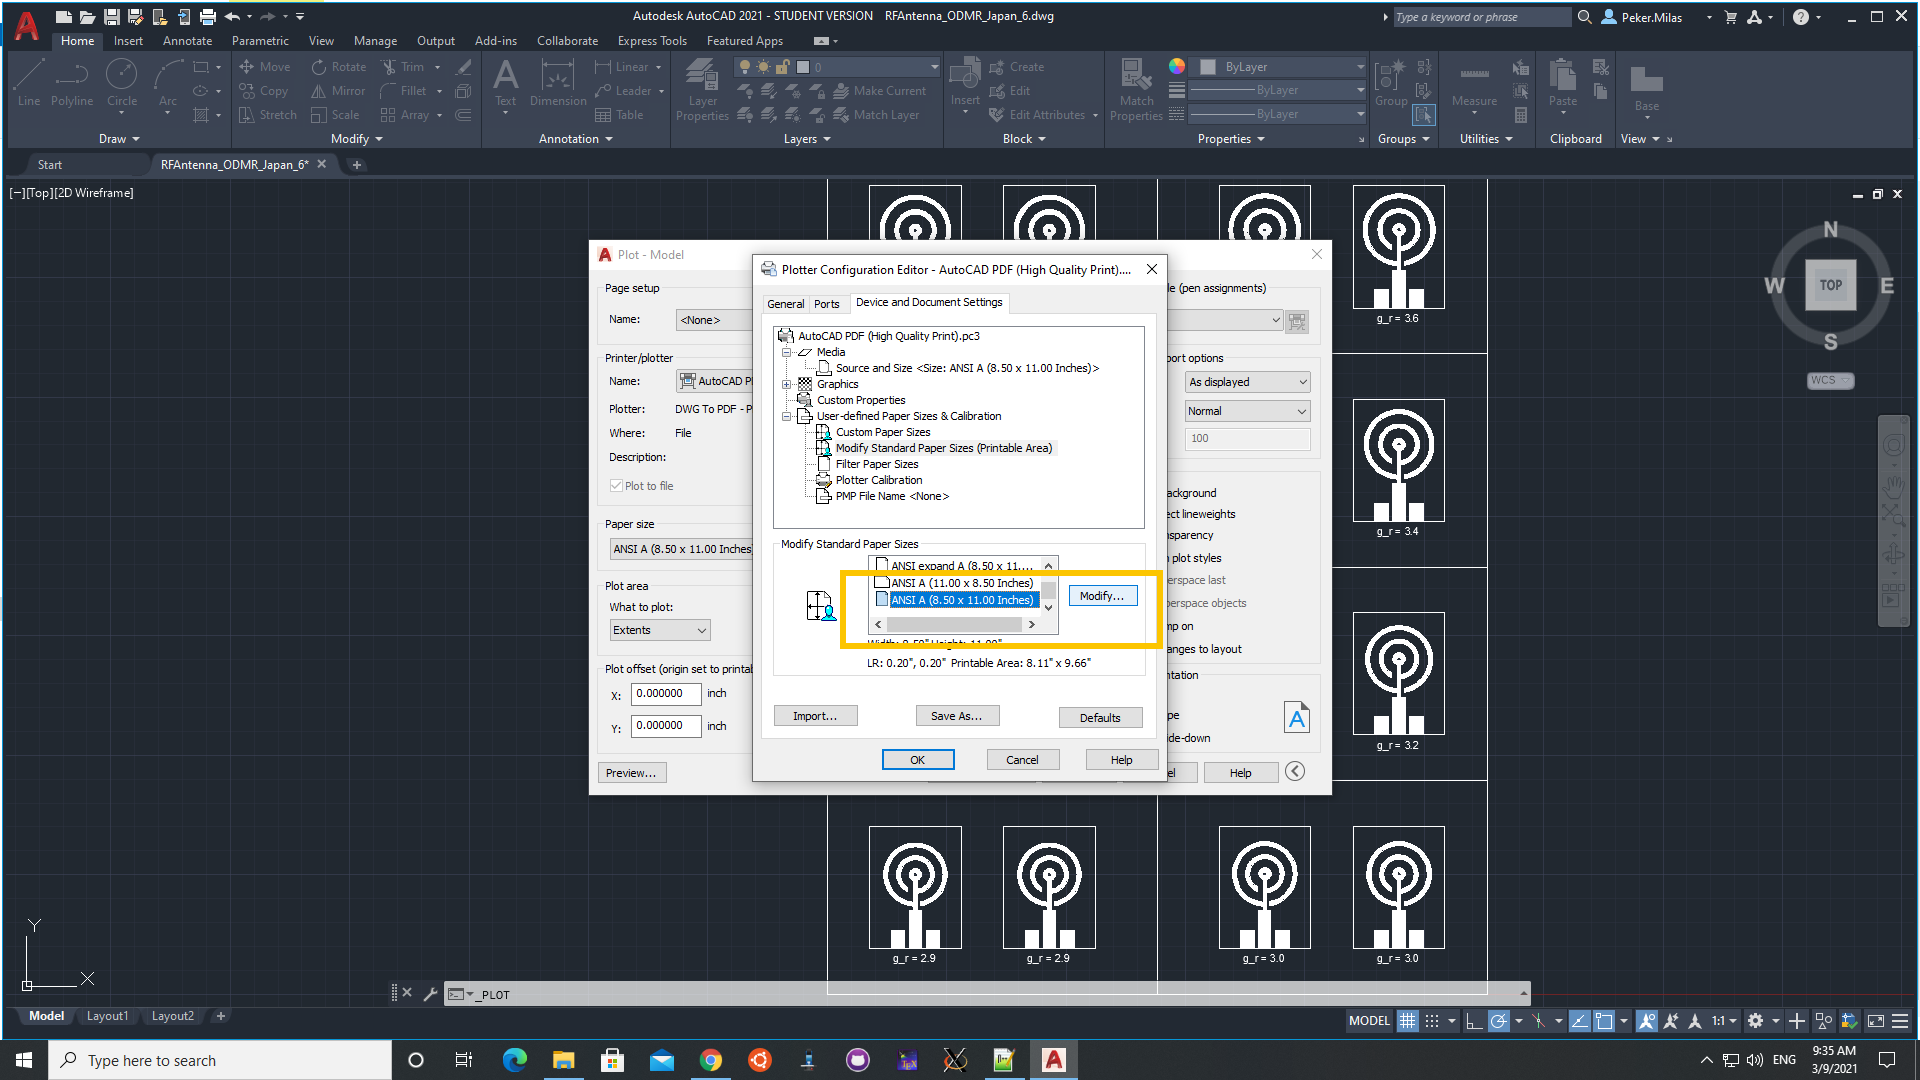 Autodesk AutoCAD 2021 - STUDENT VERSION RFAntenna_ODMR_Japan_6.dwg
Type a keyword or phrase
Peker.Milas
Home Insert Annotate Parametric View Manage Output Add-ins Collaborate Express Tools Featured Apps
Line Polyline Circle Arc
Move Rotate Trim
Copy Mirror Fillet
Stretch Scale Array
Text Dimension
Linear
Leader
Table
Layer Properties
0
Make Current
Match Layer
Insert
Create
Edit
Edit Attributes
Match Properties
ByLayer
ByLayer
ByLayer
Group
Measure
Paste
Base
Draw Modify Annotation Layers Block Properties Groups Utilities Clipboard View
Start RFAntenna_ODMR_Japan_6*
[−][Top][2D Wireframe]
N
W TOP E
S
WCS
g_r = 3.6
g_r = 3.4
g_r = 3.2
g_r = 2.9 g_r = 2.9 g_r = 3.0 g_r = 3.0
Plot - Model
Page setup
Name: <None>
Printer/plotter
Name: AutoCAD P
Plotter: DWG To PDF - P
Where: File
Description:
Plot to file
Paper size
ANSI A (8.50 x 11.00 Inches)
Plot area
What to plot:
Extents
Plot offset (origin set to printab
X: 0.000000 inch
Y: 0.000000 inch
Preview...
le (pen assignments)
port options
As displayed
Normal
100
ackground
ect lineweights
nsparency
n plot styles
perspace last
perspace objects
mp on
anges to layout
ntation
pe
ide-down
A
el
Help
Plotter Configuration Editor - AutoCAD PDF (High Quality Print)....
General Ports Device and Document Settings
AutoCAD PDF (High Quality Print).pc3
Media
Source and Size <Size: ANSI A (8.50 x 11.00 Inches)>
Graphics
Custom Properties
User-defined Paper Sizes & Calibration
Custom Paper Sizes
Modify Standard Paper Sizes (Printable Area)
Filter Paper Sizes
Plotter Calibration
PMP File Name <None>
Modify Standard Paper Sizes
ANSI expand A (8.50 x 11....
ANSI A (11.00 x 8.50 Inches)
ANSI A (8.50 x 11.00 Inches)
Modify...
Width: 8.50" Height: 11.00"
LR: 0.20", 0.20" Printable Area: 8.11" x 9.66"
Import... Save As... Defaults
OK Cancel Help
Y
X
_PLOT
Model Layout1 Layout2
MODEL 1:1
Type here to search
ENG
9:35 AM
3/9/2021